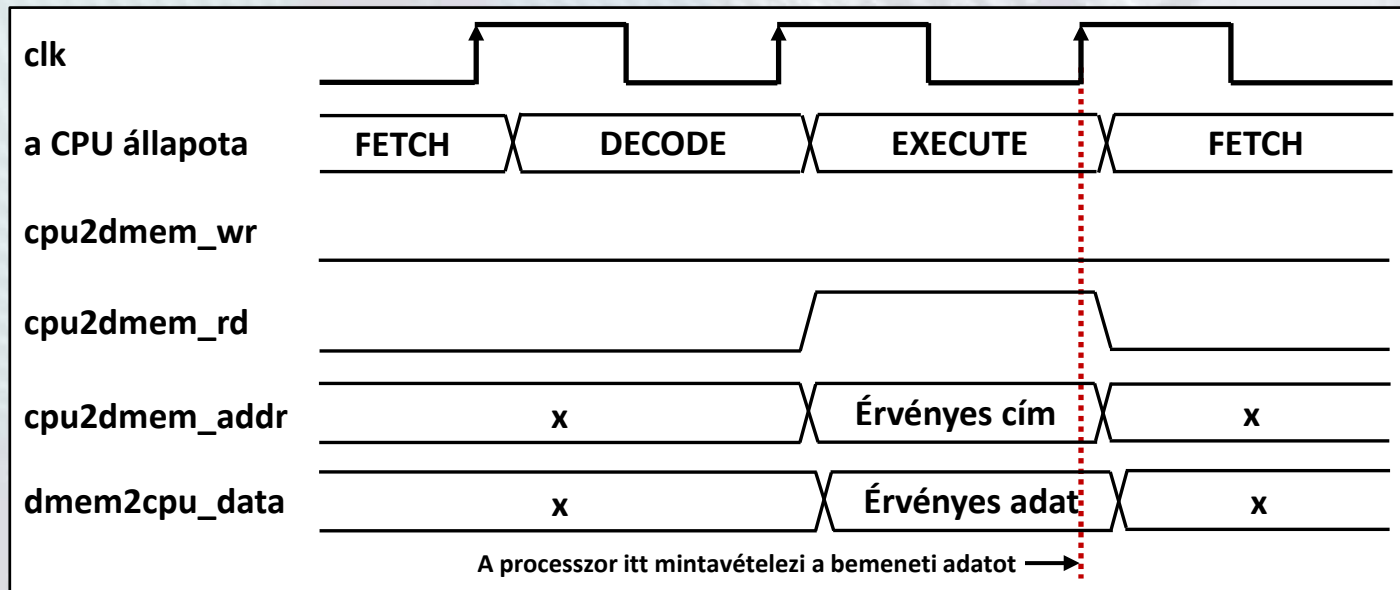 clk
a CPU állapota FETCH DECODE EXECUTE FETCH
cpu2dmem_wr
cpu2dmem_rd
cpu2dmem_addr x Érvényes cím x
dmem2cpu_data x Érvényes adat x
A processzor itt mintavételezi a bemeneti adatot